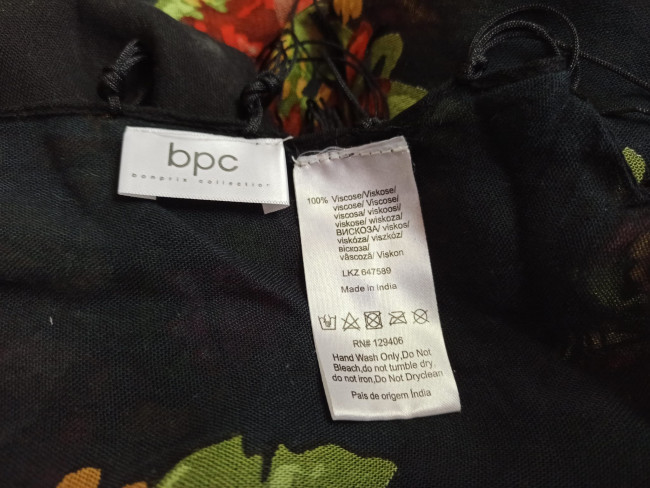 bpc
bonprix collection
100% Viscose/Viskose/
viscose/ Viscose/
viscosa/ viskoosi/
viskose/ wiskoza/
ВИСКОЗА/ viskos/
viskóza/ viszkóz/
віскоза/
vâscoză/ Viskon
LKZ 647589
Made in India
RN# 129406
Hand Wash Only,Do Not
Bleach,do not tumble dry,
do not iron,Do Not Dryclean
Pais de origem Índia